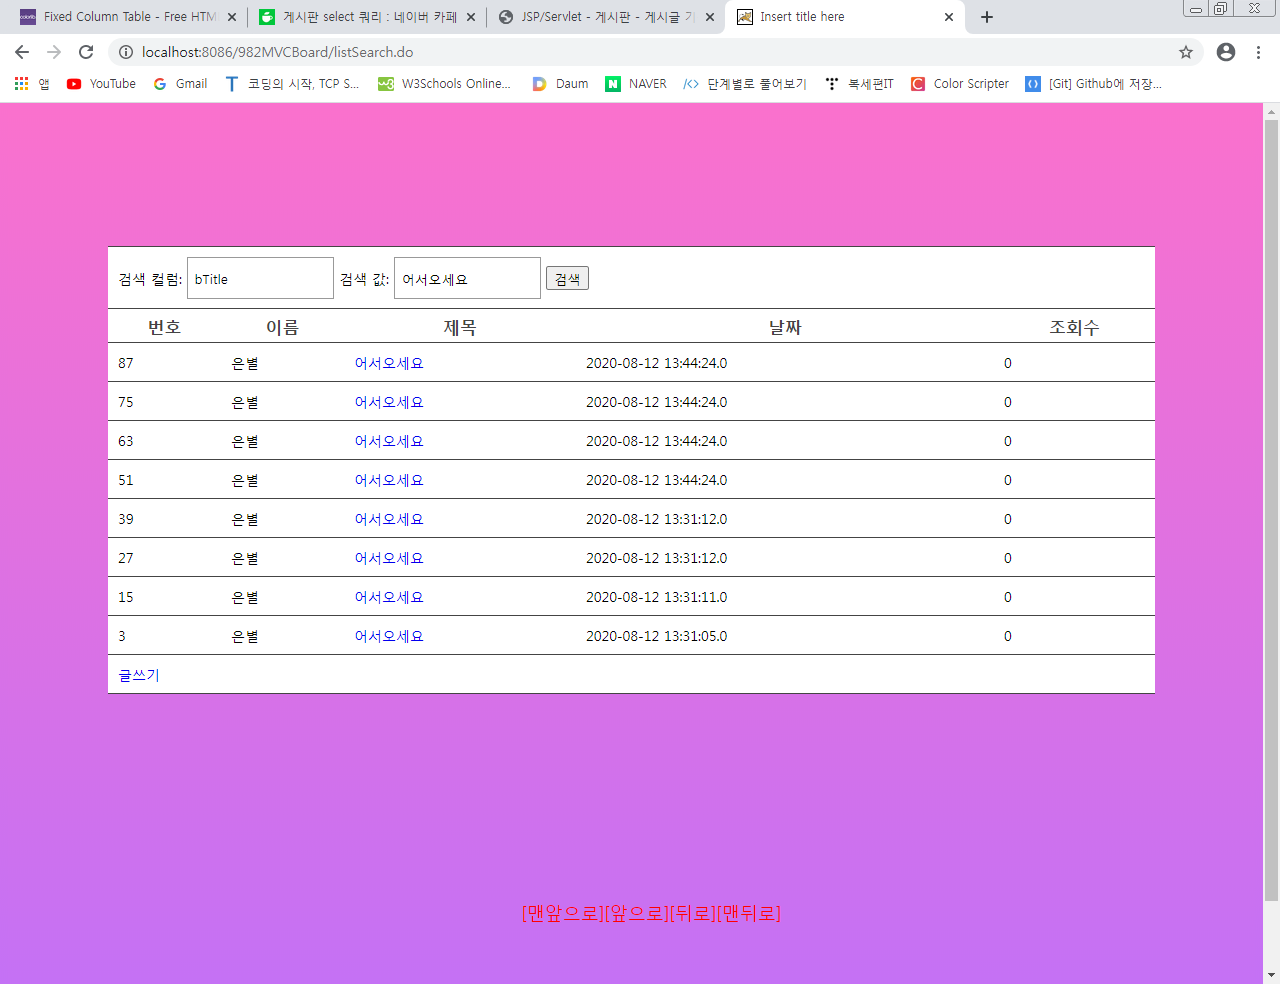 Fixed Column Table - Free HTM
게시판 select 쿼리 : 네이버 카페
JSP/Servlet - 게시판 - 게시글 기
Insert title here
localhost:8086/982MVCBoard/listSearch.do
앱 YouTube Gmail 코딩의 시작, TCP S... W3Schools Online... Daum NAVER 단계별로 풀어보기 복세편IT Color Scripter [Git] Github에 저장...
검색 컬럼: bTitle 검색 값: 어서오세요 검색
번호 이름 제목 날짜 조회수
87 은별 어서오세요 2020-08-12 13:44:24.0 0
75 은별 어서오세요 2020-08-12 13:44:24.0 0
63 은별 어서오세요 2020-08-12 13:44:24.0 0
51 은별 어서오세요 2020-08-12 13:44:24.0 0
39 은별 어서오세요 2020-08-12 13:31:12.0 0
27 은별 어서오세요 2020-08-12 13:31:12.0 0
15 은별 어서오세요 2020-08-12 13:31:11.0 0
3 은별 어서오세요 2020-08-12 13:31:05.0 0
글쓰기
[맨앞으로][앞으로][뒤로][맨뒤로]